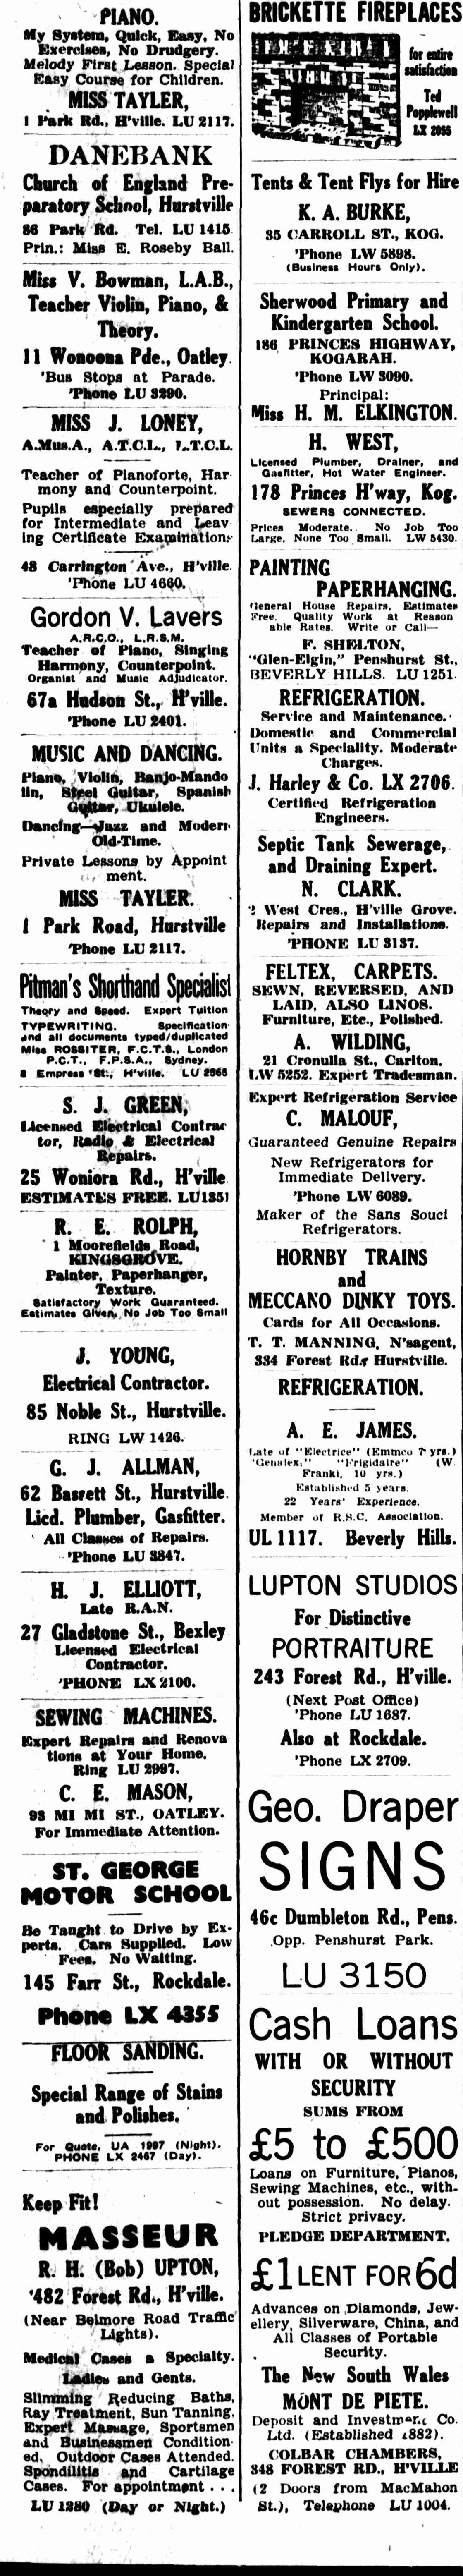 PIANO.
My System, Quick, Easy, No
Exercises, No Drudgery.
Melody First Lesson. Special
Easy Course for Children.
MISS TAYLER,
1 Park Rd., H'ville. LU 2117.
DANEBANK
Church of England Pre-
paratory School, Hurstville
86 Park Rd. Tel. LU 1415
Prin.: Miss E. Roseby Ball.
Miss V. Bowman, L.A.B.,
Teacher Violin, Piano, &
Theory.
11 Wonoona Pde., Oatley.
'Bus Stops at Parade.
'Phone LU 3290.
MISS J. LONEY,
A.Mus.A., A.T.C.L., L.T.C.L.
Teacher of Pianoforte, Har
mony and Counterpoint.
Pupils especially prepared
for Intermediate and Leav
ing Certificate Examinations
48 Carrington Ave., H'ville.
'Phone LU 4660.
Gordon V. Lavers
A.R.C.O., L.R.S.M.
Teacher of Piano, Singing
Harmony, Counterpoint.
Organist and Music Adjudicator.
67a Hudson St., H'ville.
'Phone LU 2401.
MUSIC AND DANCING.
Piano, Violin, Banjo-Mando
lin, Steel Guitar, Spanish
Guitar, Ukulele.
Dancing—Jazz and Modern
Old-Time.
Private Lessons by Appoint
ment.
MISS TAYLER.
1 Park Road, Hurstville
'Phone LU 2117.
Pitman's Shorthand Specialist
Theory and Speed. Expert Tuition
TYPEWRITING. Specification
and all documents typed/duplicated
Miss ROSSITER, F.C.T.S., London
P.C.T., F.P.S.A., Sydney.
8 Empress St., H'ville. LU 2565
S. J. GREEN,
Licensed Electrical Contrac
tor, Radio & Electrical
Repairs.
25 Woniora Rd., H'ville
ESTIMATES FREE. LU1351
R. E. ROLPH,
1 Moorefields Road,
KINGSGROVE.
Painter, Paperhanger,
Texture.
Satisfactory Work Guaranteed.
Estimates Given. No Job Too Small
J. YOUNG,
Electrical Contractor.
85 Noble St., Hurstville.
RING LW 1426.
G. J. ALLMAN,
62 Bassett St., Hurstville.
Licd. Plumber, Gasfitter.
All Classes of Repairs.
'Phone LU 3847.
H. J. ELLIOTT,
Late R.A.N.
27 Gladstone St., Bexley
Licensed Electrical
Contractor.
'PHONE LX 2100.
SEWING MACHINES.
Expert Repairs and Renova
tions at Your Home.
Ring LU 2997.
C. E. MASON,
98 MI MI ST., OATLEY.
For Immediate Attention.
ST. GEORGE
MOTOR SCHOOL
Be Taught to Drive by Ex-
perts. Cars Supplied. Low
Fees. No Waiting.
145 Farr St., Rockdale.
Phone LX 4355
FLOOR SANDING.
Special Range of Stains
and Polishes.
For Quote, UA 1997 (Night).
PHONE LX 2467 (Day).
Keep Fit!
MASSEUR
R. H. (Bob) UPTON,
482 Forest Rd., H'ville.
(Near Belmore Road Traffic
Lights).
Medical Cases a Specialty.
Ladies and Gents.
Slimming Reducing Baths,
Ray Treatment, Sun Tanning,
Expert Massage, Sportsmen
and Businessmen Condition-
ed, Outdoor Cases Attended.
Spondilitis and Cartilage
Cases. For appointment . . .
LU 1280 (Day or Night.)
BRICKETTE FIREPLACES
for entire
satisfaction
Ted
Popplewell
LX 2055
Tents & Tent Flys for Hire
K. A. BURKE,
35 CARROLL ST., KOG.
'Phone LW 5898.
(Business Hours Only).
Sherwood Primary and
Kindergarten School.
186 PRINCES HIGHWAY,
KOGARAH.
'Phone LW 3090.
Principal:
Miss H. M. ELKINGTON.
H. WEST,
Licensed Plumber, Drainer, and
Gasfitter, Hot Water Engineer.
178 Princes H'way, Kog.
SEWERS CONNECTED.
Prices Moderate. No Job Too
Large, None Too Small. LW 5430.
PAINTING
PAPERHANGING.
General House Repairs, Estimates
Free. Quality Work at Reason
able Rates. Write or Call—
F. SHELTON,
"Glen-Elgin," Penshurst St.,
BEVERLY HILLS. LU 1251.
REFRIGERATION.
Service and Maintenance.
Domestic and Commercial
Units a Speciality. Moderate
Charges.
J. Harley & Co. LX 2706.
Certified Refrigeration
Engineers.
Septic Tank Sewerage,
and Draining Expert.
N. CLARK.
2 West Cres., H'ville Grove.
Repairs and Installations.
'PHONE LU 3137.
FELTEX, CARPETS.
SEWN, REVERSED, AND
LAID, ALSO LINOS.
Furniture, Etc., Polished.
A. WILDING,
21 Cronulla St., Carlton.
LW 5252. Expert Tradesman.
Expert Refrigeration Service
C. MALOUF,
Guaranteed Genuine Repairs
New Refrigerators for
Immediate Delivery.
'Phone LW 6089.
Maker of the Sans Souci
Refrigerators.
HORNBY TRAINS
and
MECCANO DINKY TOYS.
Cards for All Occasions.
T. T. MANNING, N'sagent,
334 Forest Rd., Hurstville.
REFRIGERATION.
A. E. JAMES.
Late of "Electrice" (Emmco 7 yrs.)
'Genalex," "Frigidaire" (W.
Franki, 10 yrs.)
Established 5 years.
22 Years' Experience.
Member of R.S.C. Association.
UL 1117. Beverly Hills.
LUPTON STUDIOS
For Distinctive
PORTRAITURE
243 Forest Rd., H'ville.
(Next Post Office)
'Phone LU 1687.
Also at Rockdale.
'Phone LX 2709.
Geo. Draper
SIGNS
46c Dumbleton Rd., Pens.
Opp. Penshurst Park.
LU 3150
Cash Loans
WITH OR WITHOUT
SECURITY
SUMS FROM
£5 to £500
Loans on Furniture, Pianos,
Sewing Machines, etc., with-
out possession. No delay.
Strict privacy.
PLEDGE DEPARTMENT.
£1 LENT FOR 6d
Advances on Diamonds, Jew-
ellery, Silverware, China, and
All Classes of Portable
Security.
The New South Wales
MONT DE PIETE.
Deposit and Investment Co.
Ltd. (Established 1882).
COLBAR CHAMBERS,
348 FOREST RD., H'VILLE
(2 Doors from MacMahon
St.), Telephone LU 1004.